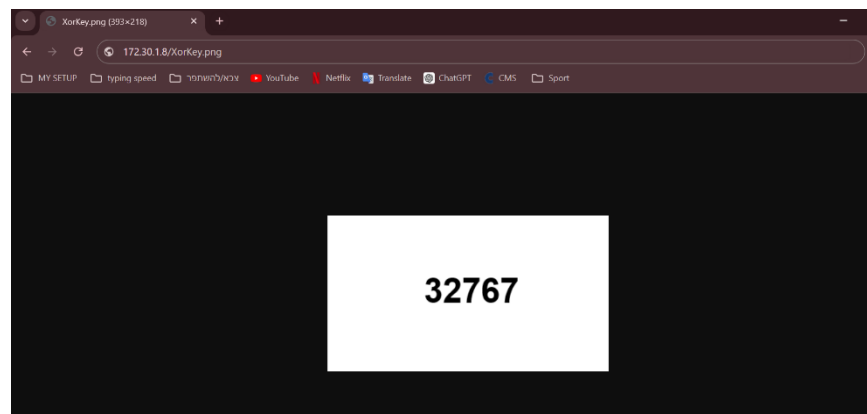 XorKey.png (393×218)
172.30.1.8/XorKey.png
MY SETUP typing speed צבא/להשתפר YouTube Netflix Translate ChatGPT CMS Sport
32767